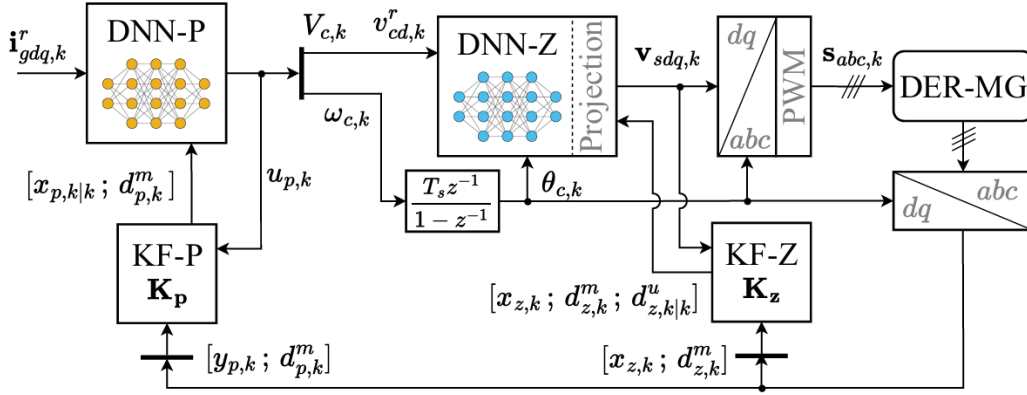 i^r_{gdq,k}
DNN-P
V_{c,k}
v^r_{cd,k}
DNN-Z
Projection
v_{sdq,k}
dq
abc
PWM
s_{abc,k}
DER-MG
ω_{c,k}
u_{p,k}
[x_{p,k|k} ; d^m_{p,k}]
T_s z^{-1}
1 − z^{-1}
θ_{c,k}
abc
dq
KF-P
K_p
KF-Z
K_z
[x_{z,k} ; d^m_{z,k} ; d^u_{z,k|k}]
[y_{p,k} ; d^m_{p,k}]
[x_{z,k} ; d^m_{z,k}]